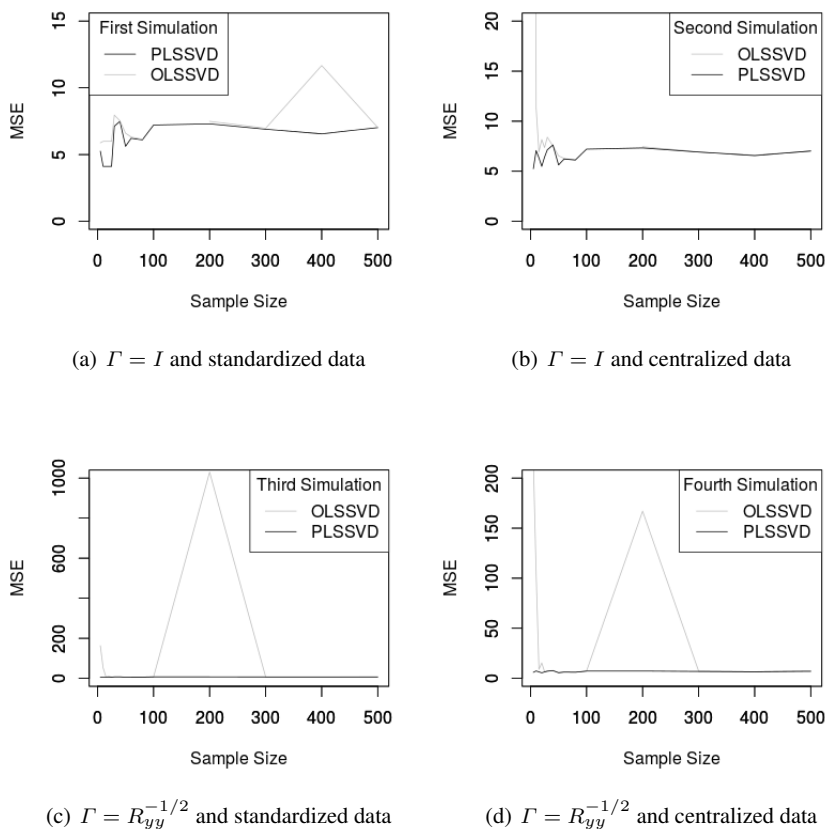 First Simulation
PLSSVD
OLSSVD
MSE
15
10
5
0
0 100 200 300 400 500
Sample Size
(a) Γ = I and standardized data
Second Simulation
OLSSVD
PLSSVD
MSE
20
15
10
5
0
0 100 200 300 400 500
Sample Size
(b) Γ = I and centralized data
Third Simulation
OLSSVD
PLSSVD
MSE
1000
600
200
0
0 100 200 300 400 500
Sample Size
(c) Γ = R_{yy}^{-1/2} and standardized data
Fourth Simulation
OLSSVD
PLSSVD
MSE
200
150
100
50
0
0 100 200 300 400 500
Sample Size
(d) Γ = R_{yy}^{-1/2} and centralized data